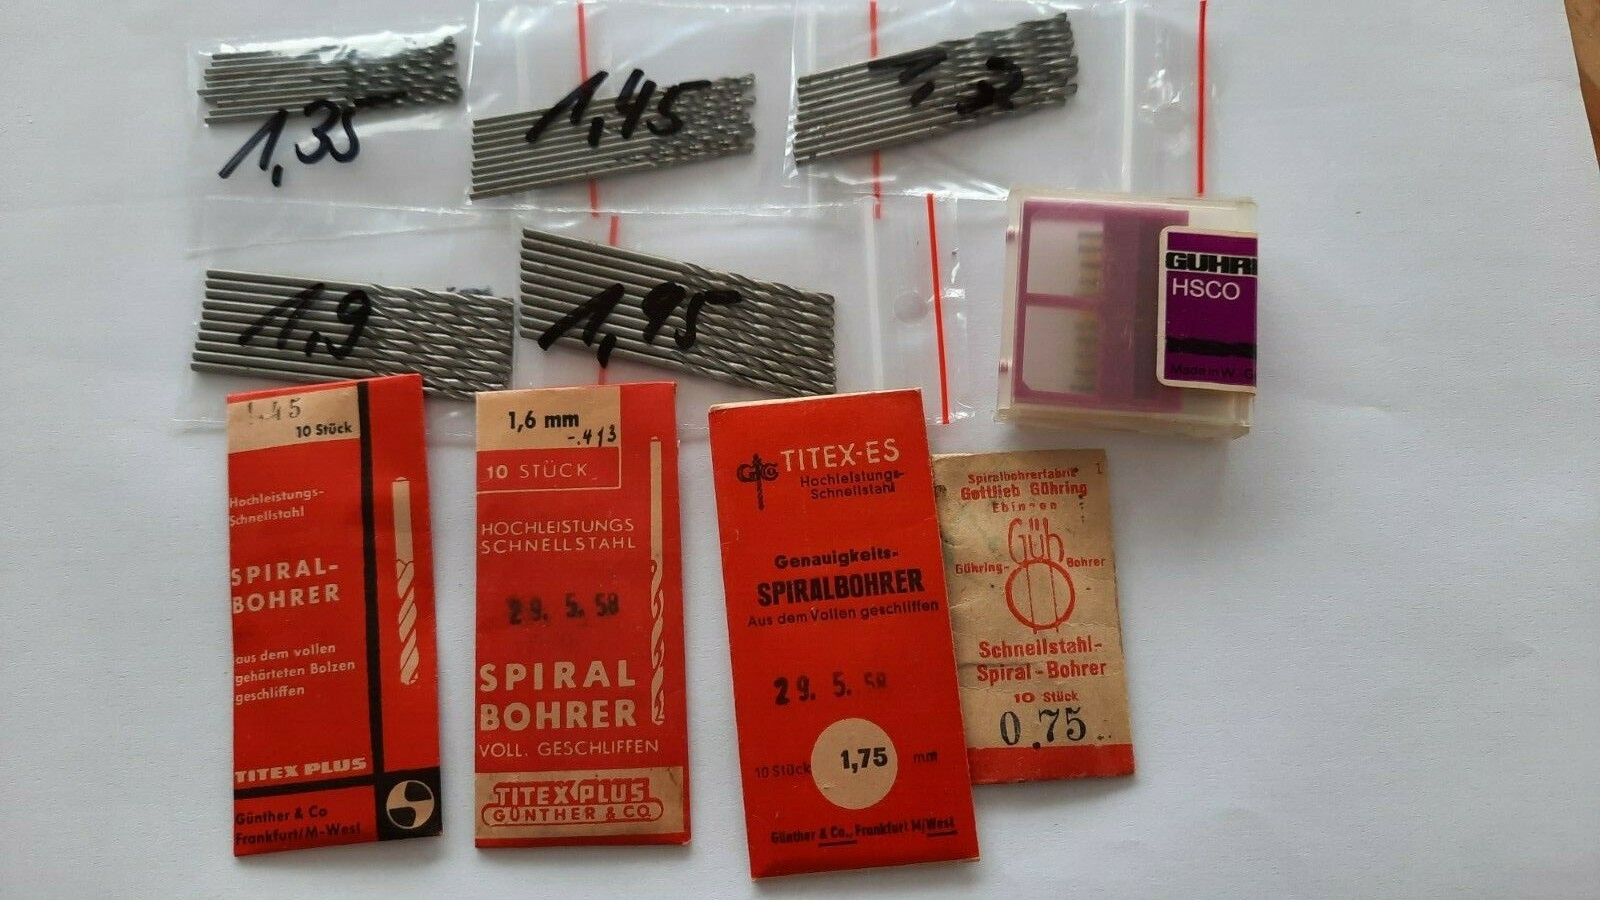 1,35
1,45
1,9
1,95
GUHRI
HSCO
Made in W.
10 Stück
Hochleistungs-
Schnellstahl
SPIRAL-
BOHRER
aus dem vollen
gehärteten Bolzen
geschliffen
TITEX PLUS
Günther & Co
Frankfurt/M-West
1,6 mm
-.413
10 STÜCK
HOCHLEISTUNGS
SCHNELLSTAHL
29. 5. 58
SPIRAL
BOHRER
VOLL. GESCHLIFFEN
TITEX PLUS
GÜNTHER & CO.
G Co
TITEX-ES
Hochleistungs-
Schnellstahl
Genauigkeits-
SPIRALBOHRER
Aus dem Vollen geschliffen
29. 5. 58
10 Stück 1,75 mm
Günther & Co., Frankfurt M/West
1
Spiralbohrerfabrik
Gottlieb Gühring
Ebingen
Güh
Gühring- Bohrer
Schnellstahl-
Spiral-Bohrer
10 Stück
0.75